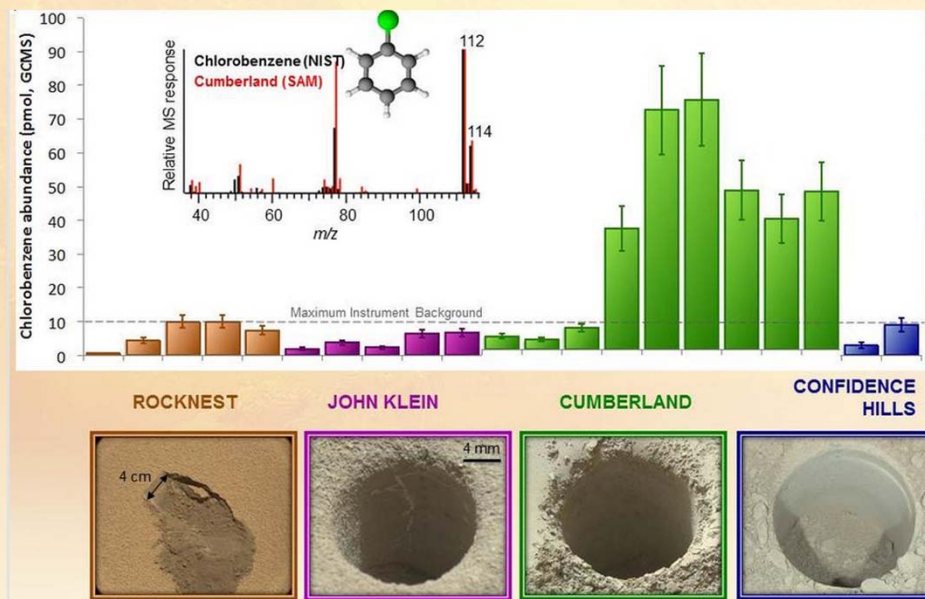 Chlorobenzene abundance (pmol, GCMS)
100
90
80
70
60
50
40
30
20
10
0
Relative MS response
Chlorobenzene (NIST)
Cumberland (SAM)
112
114
40
60
80
100
m/z
Maximum Instrument Background
ROCKNEST
JOHN KLEIN
CUMBERLAND
CONFIDENCE
HILLS
4 cm
4 mm